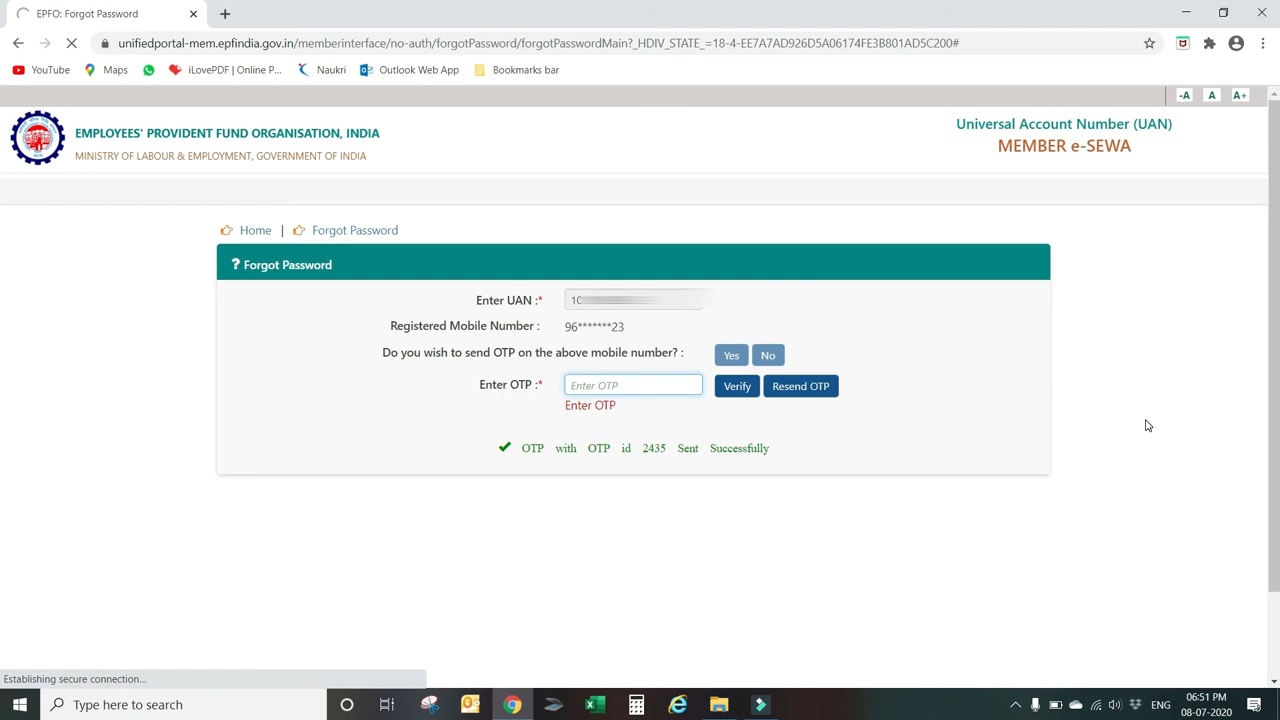 EPFO: Forgot Password
unifiedportal-mem.epfindia.gov.in/memberinterface/no-auth/forgotPassword/forgotPasswordMain?_HDIV_STATE_=18-4-EE7A7AD926D5A06174FE3B801AD5C200#
YouTube Maps iLovePDF | Online P... Naukri Outlook Web App Bookmarks bar
-A A A+
EMPLOYEES' PROVIDENT FUND ORGANISATION, INDIA
MINISTRY OF LABOUR & EMPLOYMENT, GOVERNMENT OF INDIA
Universal Account Number (UAN)
MEMBER e-SEWA
Home | Forgot Password
? Forgot Password
Enter UAN :* 10
Registered Mobile Number : 96*******23
Do you wish to send OTP on the above mobile number? : Yes No
Enter OTP :* Enter OTP Verify Resend OTP
Enter OTP
OTP with OTP id 2435 Sent Successfully
Establishing secure connection...
Type here to search
ENG
06:51 PM
08-07-2020